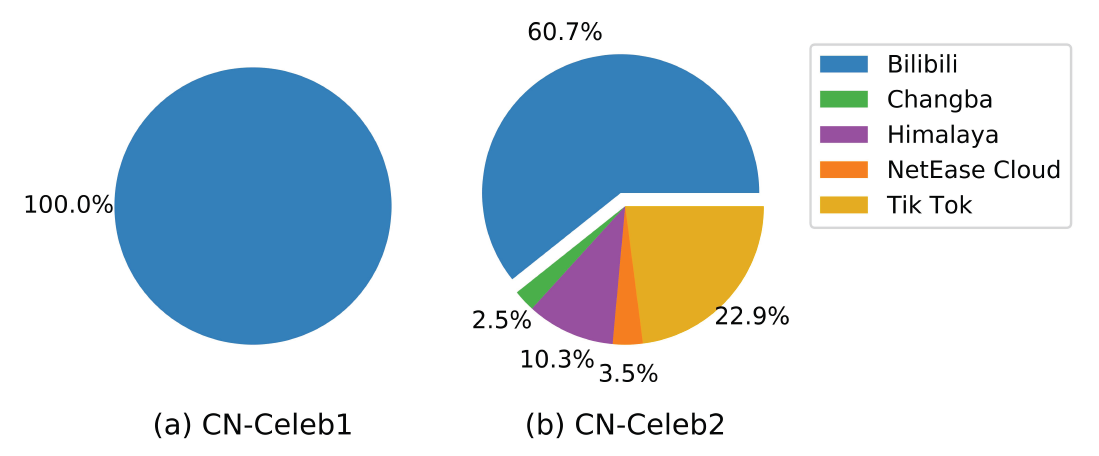 60.7%
100.0%
2.5%
10.3%
3.5%
22.9%
Bilibili
Changba
Himalaya
NetEase Cloud
Tik Tok
(a) CN-Celeb1
(b) CN-Celeb2